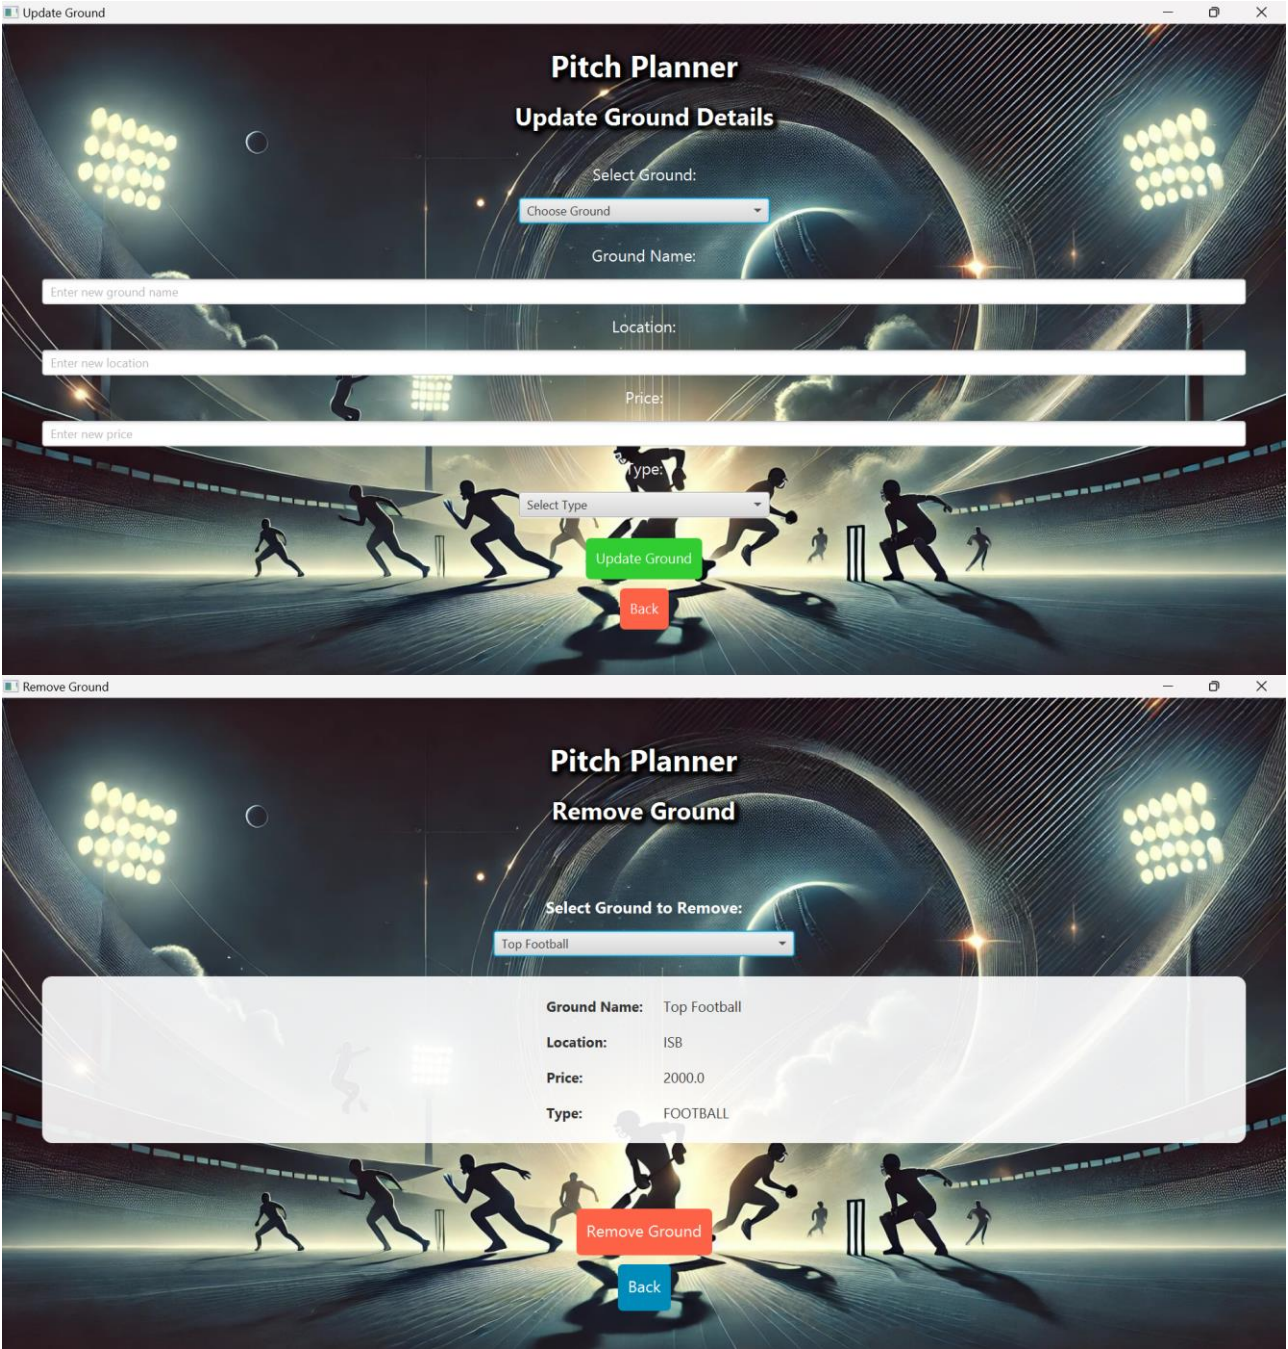 Update Ground
Pitch Planner
Update Ground Details
Select Ground:
Choose Ground
Ground Name:
Enter new ground name
Location:
Enter new location
Price:
Enter new price
Type:
Select Type
Update Ground
Back
Remove Ground
Pitch Planner
Remove Ground
Select Ground to Remove:
Top Football
Ground Name: Top Football
Location: ISB
Price: 2000.0
Type: FOOTBALL
Remove Ground
Back